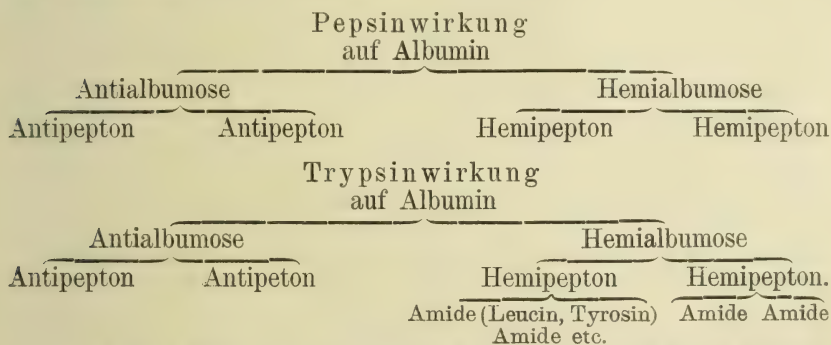 Pepsinwirkung
auf Albumin
Antialbumose Hemialbumose
Antipepton Antipepton Hemipepton Hemipepton
Trypsinwirkung
auf Albumin
Antialbumose Hemialbumose
Antipepton Antipeton Hemipepton Hemipepton.
Amide (Leucin, Tyrosin) Amide Amide
Amide etc.